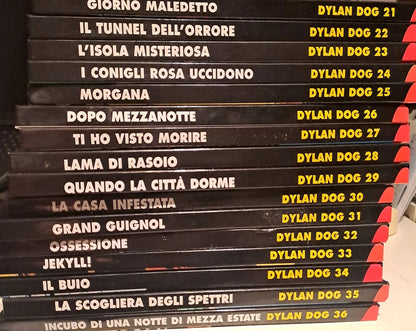 GIORNO MALEDETTO DYLAN DOG 21
IL TUNNEL DELL'ORRORE DYLAN DOG 22
L'ISOLA MISTERIOSA DYLAN DOG 23
I CONIGLI ROSA UCCIDONO DYLAN DOG 24
MORGANA DYLAN DOG 25
DOPO MEZZANOTTE DYLAN DOG 26
TI HO VISTO MORIRE DYLAN DOG 27
LAMA DI RASOIO DYLAN DOG 28
QUANDO LA CITTÀ DORME DYLAN DOG 29
LA CASA INFESTATA DYLAN DOG 30
GRAND GUIGNOL DYLAN DOG 31
OSSESSIONE DYLAN DOG 32
JEKYLL! DYLAN DOG 33
IL BUIO DYLAN DOG 34
LA SCOGLIERA DEGLI SPETTRI DYLAN DOG 35
INCUBO DI UNA NOTTE DI MEZZA ESTATE DYLAN DOG 36